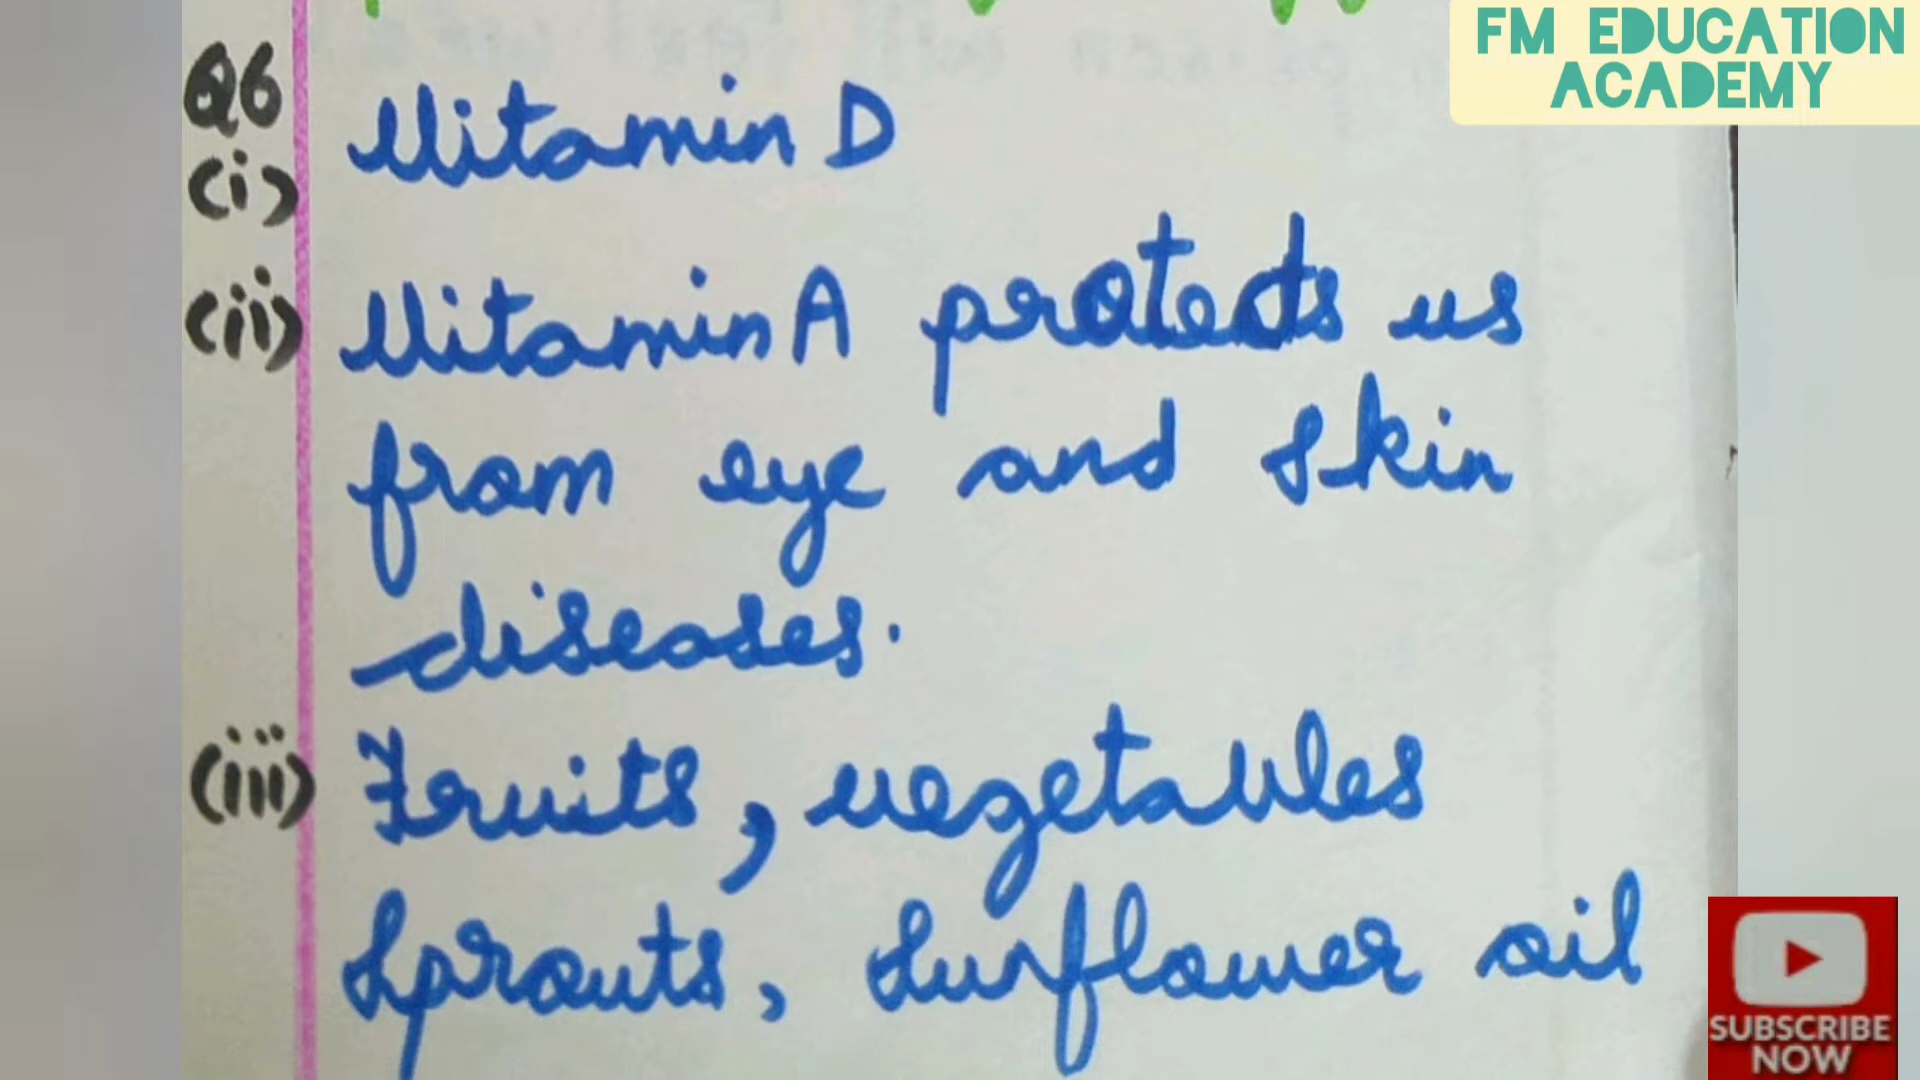 FM EDUCATION
ACADEMY
Q6
(i) Vitamin D
(ii) Vitamin A protects us
from eye and skin
diseases.
(iii) Fruits, vegetables
Sprouts, Sunflower oil
SUBSCRIBE
NOW